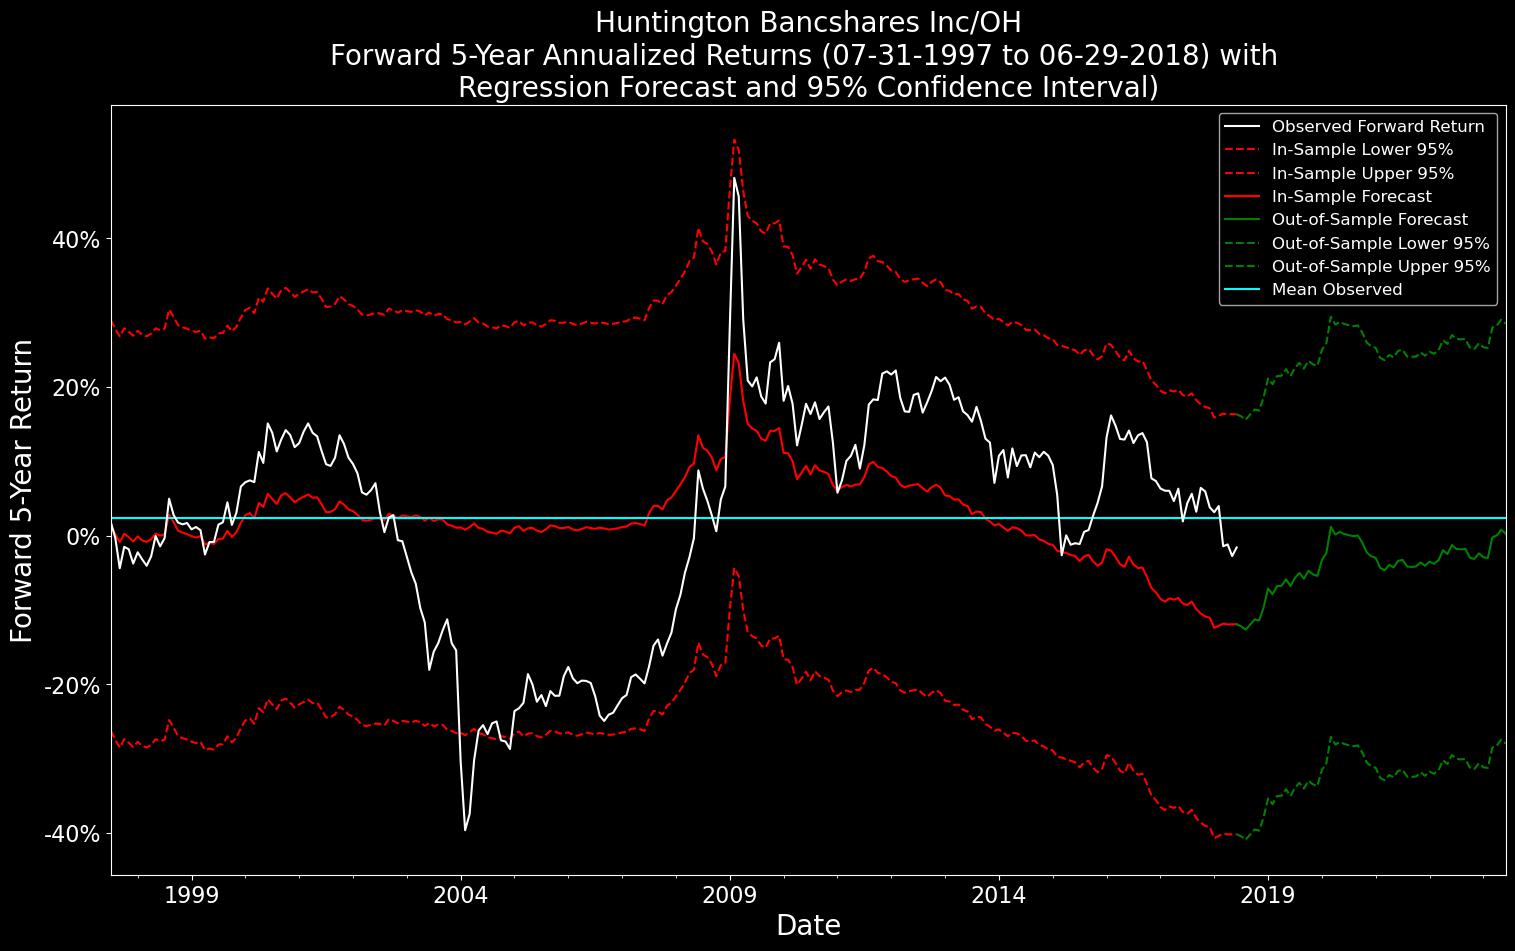 Huntington Bancshares Inc/OH
Forward 5-Year Annualized Returns (07-31-1997 to 06-29-2018) with
Regression Forecast and 95% Confidence Interval)
Observed Forward Return
In-Sample Lower 95%
In-Sample Upper 95%
In-Sample Forecast
Out-of-Sample Forecast
Out-of-Sample Lower 95%
Out-of-Sample Upper 95%
Mean Observed
Forward 5-Year Return
40%
20%
0%
-20%
-40%
1999
2004
2009
2014
2019
Date